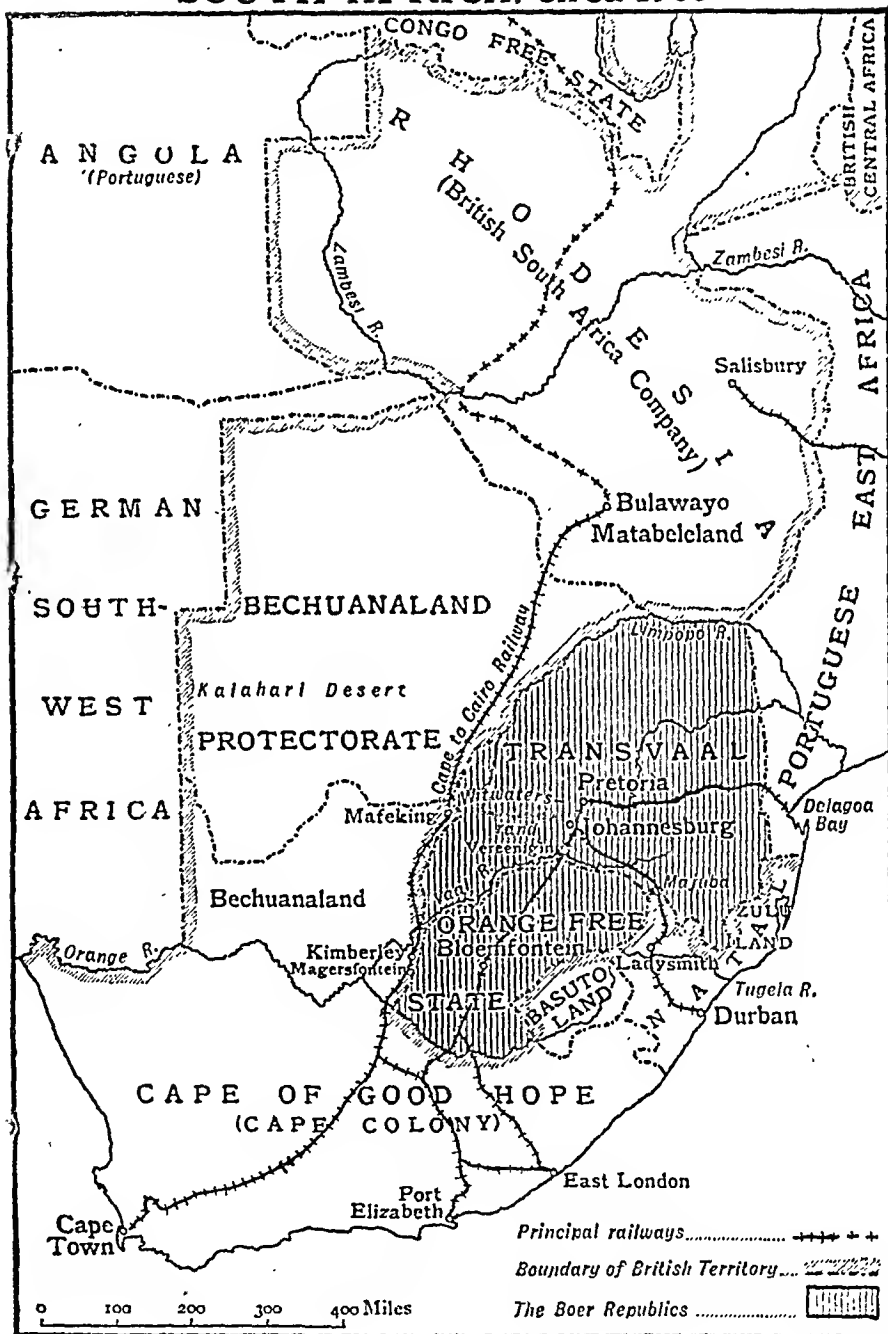 CONGO FREE STATE
ANGOLA
(Portuguese)
RHODESIA
(British South Africa Company)
BRITISH
CENTRAL AFRICA
Zambesi R.
Zambesi R.
Salisbury
PORTUGUESE EAST AFRICA
GERMAN
SOUTH-
WEST
AFRICA
Bulawayo
Matabeleland
BECHUANALAND
Kalahari Desert
PROTECTORATE
Cape to Cairo Railway
Limpopo R.
TRANSVAAL
Pretoria
Witwaters-
rand
Johannesburg
Vereeniging
Delagoa
Bay
Mafeking
Vaal R.
Majuba
Bechuanaland
ORANGE FREE
STATE
Bloemfontein
ZULU
LAND
Kimberley
Magersfontein
Ladysmith
Orange R.
BASUTO
LAND
NATAL
Tugela R.
Durban
CAPE OF GOOD HOPE
(CAPE COLONY)
East London
Port
Elizabeth
Cape
Town
Principal railways
Boundary of British Territory
The Boer Republics
0 100 200 300 400 Miles